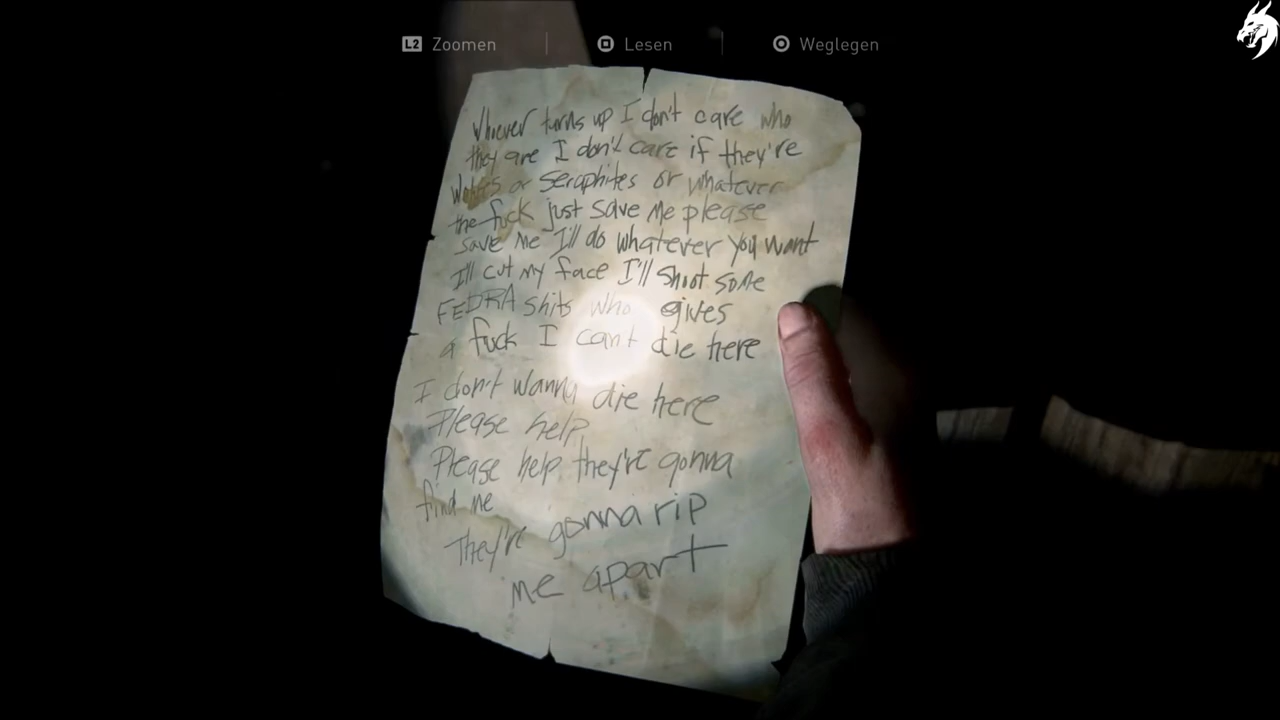 L2 Zoomen
Lesen
Weglegen
Whoever turns up I don't care who
they are I don't care if they're
Wolves or Seraphites or whatever
the fuck just save me please
save me I'll do whatever you want
I'll cut my face I'll shoot some
FEDRA shits who gives
a fuck I can't die here
I don't wanna die here
Please help
Please help they're gonna
find me
They're gonna rip
me apart